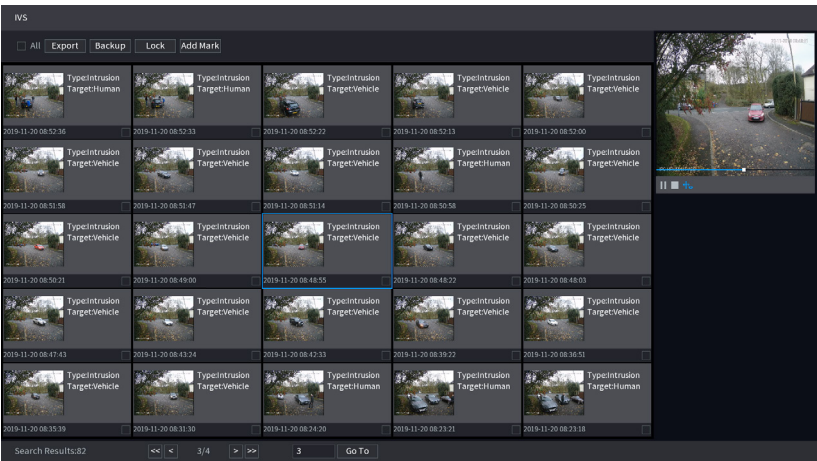 IVS
All Export Backup Lock Add Mark
Type:Intrusion
Target:Human
2019-11-20 08:52:36
Type:Intrusion
Target:Human
2019-11-20 08:52:33
Type:Intrusion
Target:Vehicle
2019-11-20 08:52:22
Type:Intrusion
Target:Vehicle
2019-11-20 08:52:13
Type:Intrusion
Target:Vehicle
2019-11-20 08:52:00
Type:Intrusion
Target:Vehicle
2019-11-20 08:51:58
Type:Intrusion
Target:Vehicle
2019-11-20 08:51:47
Type:Intrusion
Target:Vehicle
2019-11-20 08:51:14
Type:Intrusion
Target:Human
2019-11-20 08:50:58
Type:Intrusion
Target:Vehicle
2019-11-20 08:50:25
Type:Intrusion
Target:Vehicle
2019-11-20 08:50:21
Type:Intrusion
Target:Vehicle
2019-11-20 08:49:00
Type:Intrusion
Target:Vehicle
2019-11-20 08:48:55
Type:Intrusion
Target:Vehicle
2019-11-20 08:48:22
Type:Intrusion
Target:Vehicle
2019-11-20 08:48:03
Type:Intrusion
Target:Vehicle
2019-11-20 08:47:43
Type:Intrusion
Target:Vehicle
2019-11-20 08:43:24
Type:Intrusion
Target:Vehicle
2019-11-20 08:42:33
Type:Intrusion
Target:Vehicle
2019-11-20 08:39:22
Type:Intrusion
Target:Vehicle
2019-11-20 08:36:51
Type:Intrusion
Target:Vehicle
2019-11-20 08:35:39
Type:Intrusion
Target:Vehicle
2019-11-20 08:31:30
Type:Intrusion
Target:Human
2019-11-20 08:24:20
Type:Intrusion
Target:Human
2019-11-20 08:23:21
Type:Intrusion
Target:Human
2019-11-20 08:23:18
Search Results:82 << < 3/4 > >> 3 Go To